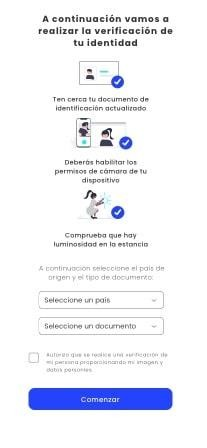 A continuación vamos a
realizar la verificación de
tu identidad
Ten cerca tu documento de
identificación actualizado
Deberás habilitar los
permisos de cámara de tu
dispositivo
Comprueba que hay
luminosidad en la estancia
A continuación seleccione el país de
origen y el tipo de documento:
Seleccione un país
Seleccione un documento
Autorizo que se realice una verificación de
mi persona proporcionando mi imagen y
datos personales.
Comenzar